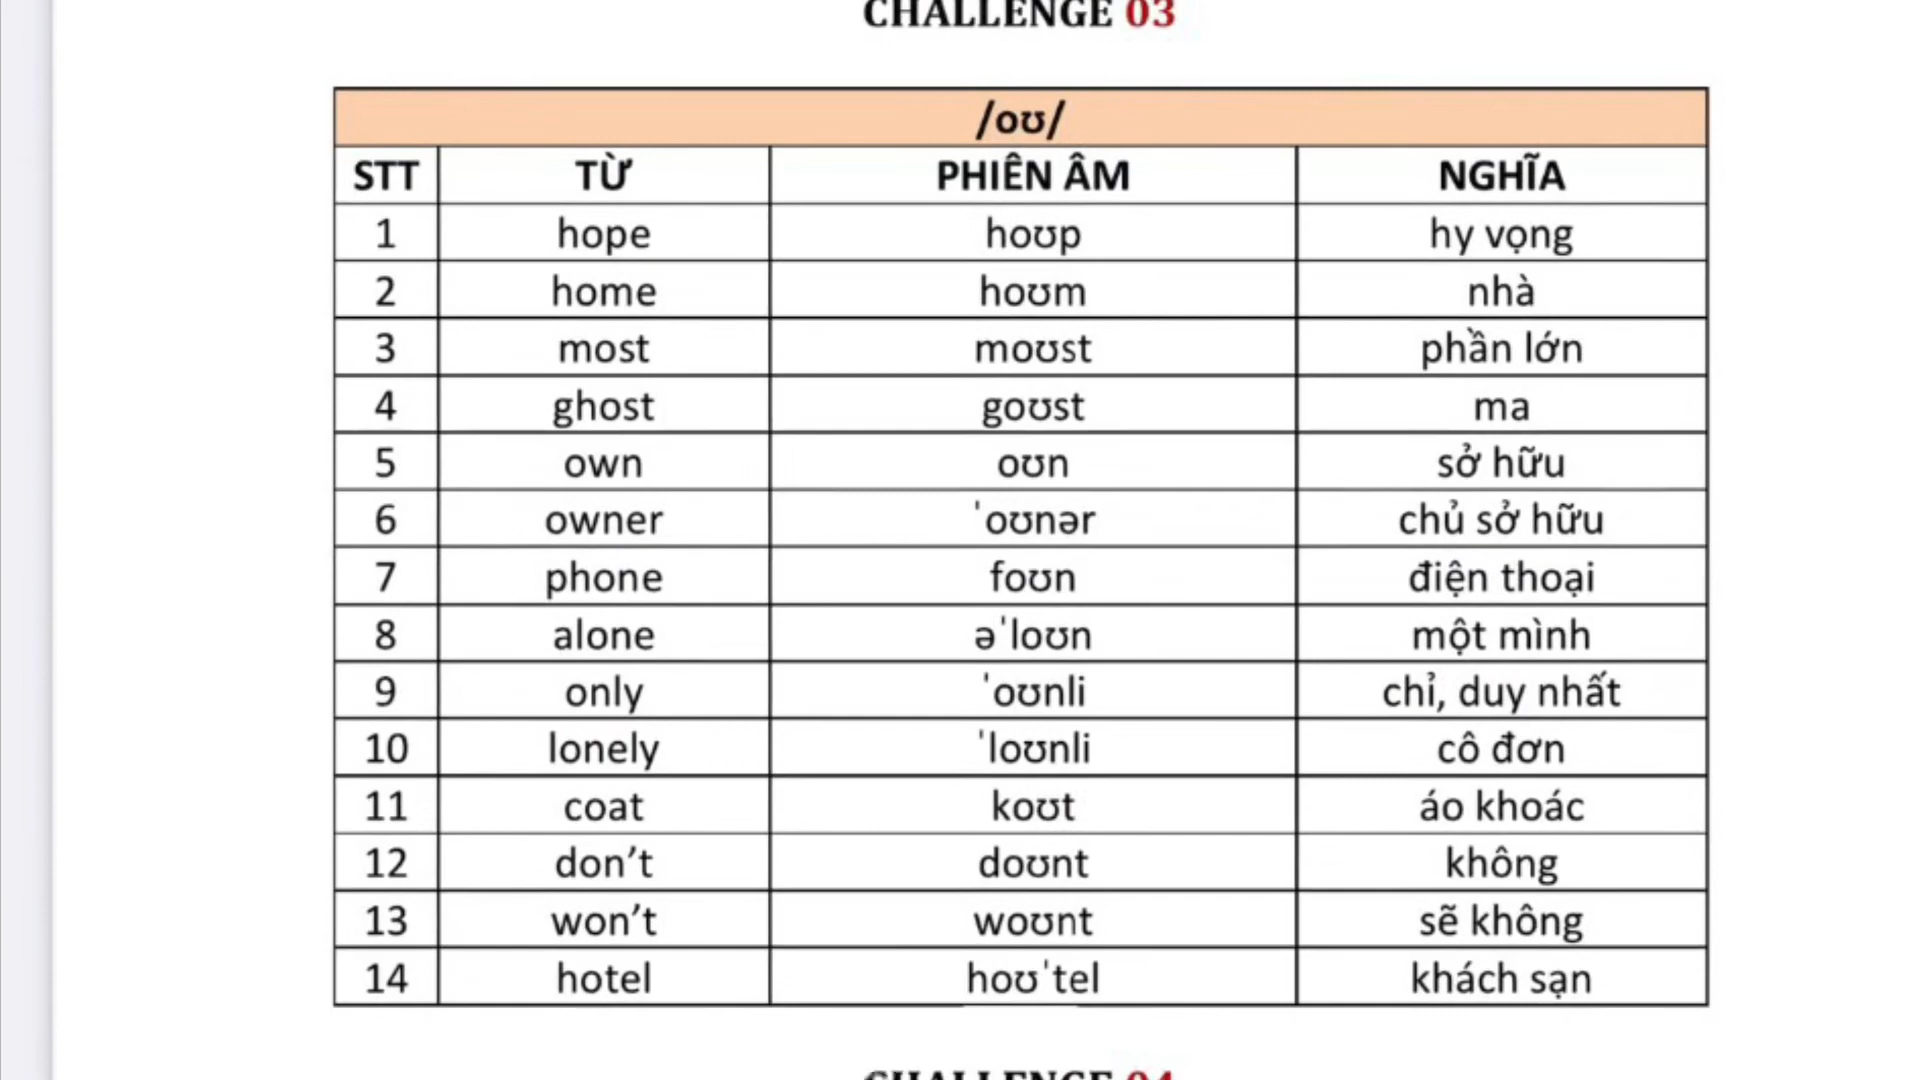 CHALLENGE 03
/oʊ/
STT TỪ PHIÊN ÂM NGHĨA
1 hope hoʊp hy vọng
2 home hoʊm nhà
3 most moʊst phần lớn
4 ghost goʊst ma
5 own oʊn sở hữu
6 owner ˈoʊnər chủ sở hữu
7 phone foʊn điện thoại
8 alone əˈloʊn một mình
9 only ˈoʊnli chỉ, duy nhất
10 lonely ˈloʊnli cô đơn
11 coat koʊt áo khoác
12 don’t doʊnt không
13 won’t woʊnt sẽ không
14 hotel hoʊˈtel khách sạn
CHALLENGE 04